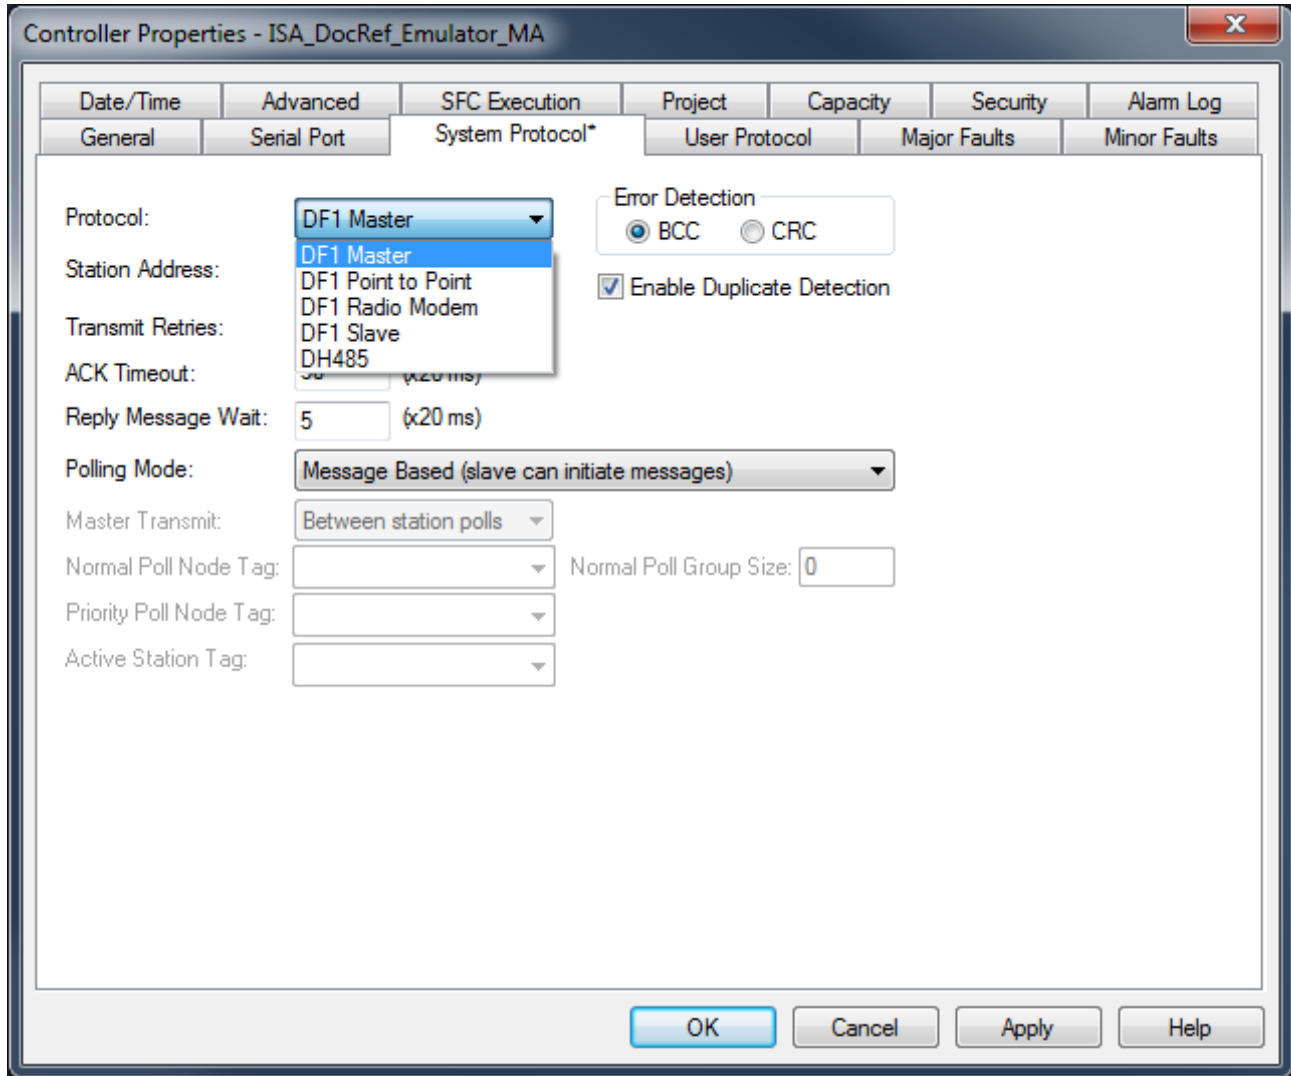 Controller Properties - ISA_DocRef_Emulator_MA
Date/Time Advanced SFC Execution Project Capacity Security Alarm Log
General Serial Port System Protocol* User Protocol Major Faults Minor Faults
Protocol: DF1 Master
Error Detection
BCC CRC
DF1 Master
Station Address:
DF1 Point to Point
Enable Duplicate Detection
DF1 Radio Modem
Transmit Retries:
DF1 Slave
DH485
ACK Timeout: (x20 ms)
Reply Message Wait: 5 (x20 ms)
Polling Mode: Message Based (slave can initiate messages)
Master Transmit: Between station polls
Normal Poll Node Tag: Normal Poll Group Size: 0
Priority Poll Node Tag:
Active Station Tag:
OK Cancel Apply Help